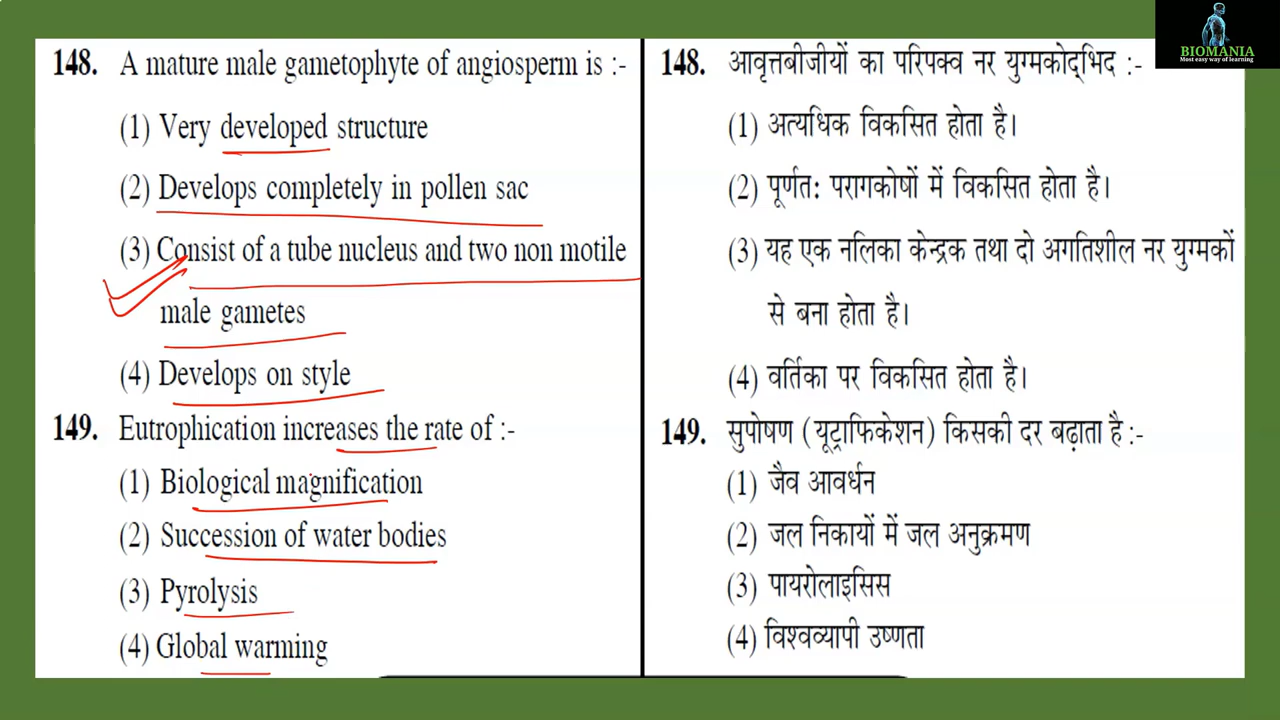 BIOMANIA
Most easy way of learning
148. A mature male gametophyte of angiosperm is :-
(1) Very developed structure
(2) Develops completely in pollen sac
(3) Consist of a tube nucleus and two non motile
male gametes
(4) Develops on style
149. Eutrophication increases the rate of :-
(1) Biological magnification
(2) Succession of water bodies
(3) Pyrolysis
(4) Global warming
148. आवृत्तबीजीयों का परिपक्व नर युग्मकोद्भिद :-
(1) अत्यधिक विकसित होता है।
(2) पूर्णत: परागकोषों में विकसित होता है।
(3) यह एक नलिका केन्द्रक तथा दो अगतिशील नर युग्मकों
से बना होता है।
(4) वर्तिका पर विकसित होता है।
149. सुपोषण (यूट्राफिकेशन) किसकी दर बढ़ाता है :-
(1) जैव आवर्धन
(2) जल निकायों में जल अनुक्रमण
(3) पायरोलाइसिस
(4) विश्वव्यापी उष्णता